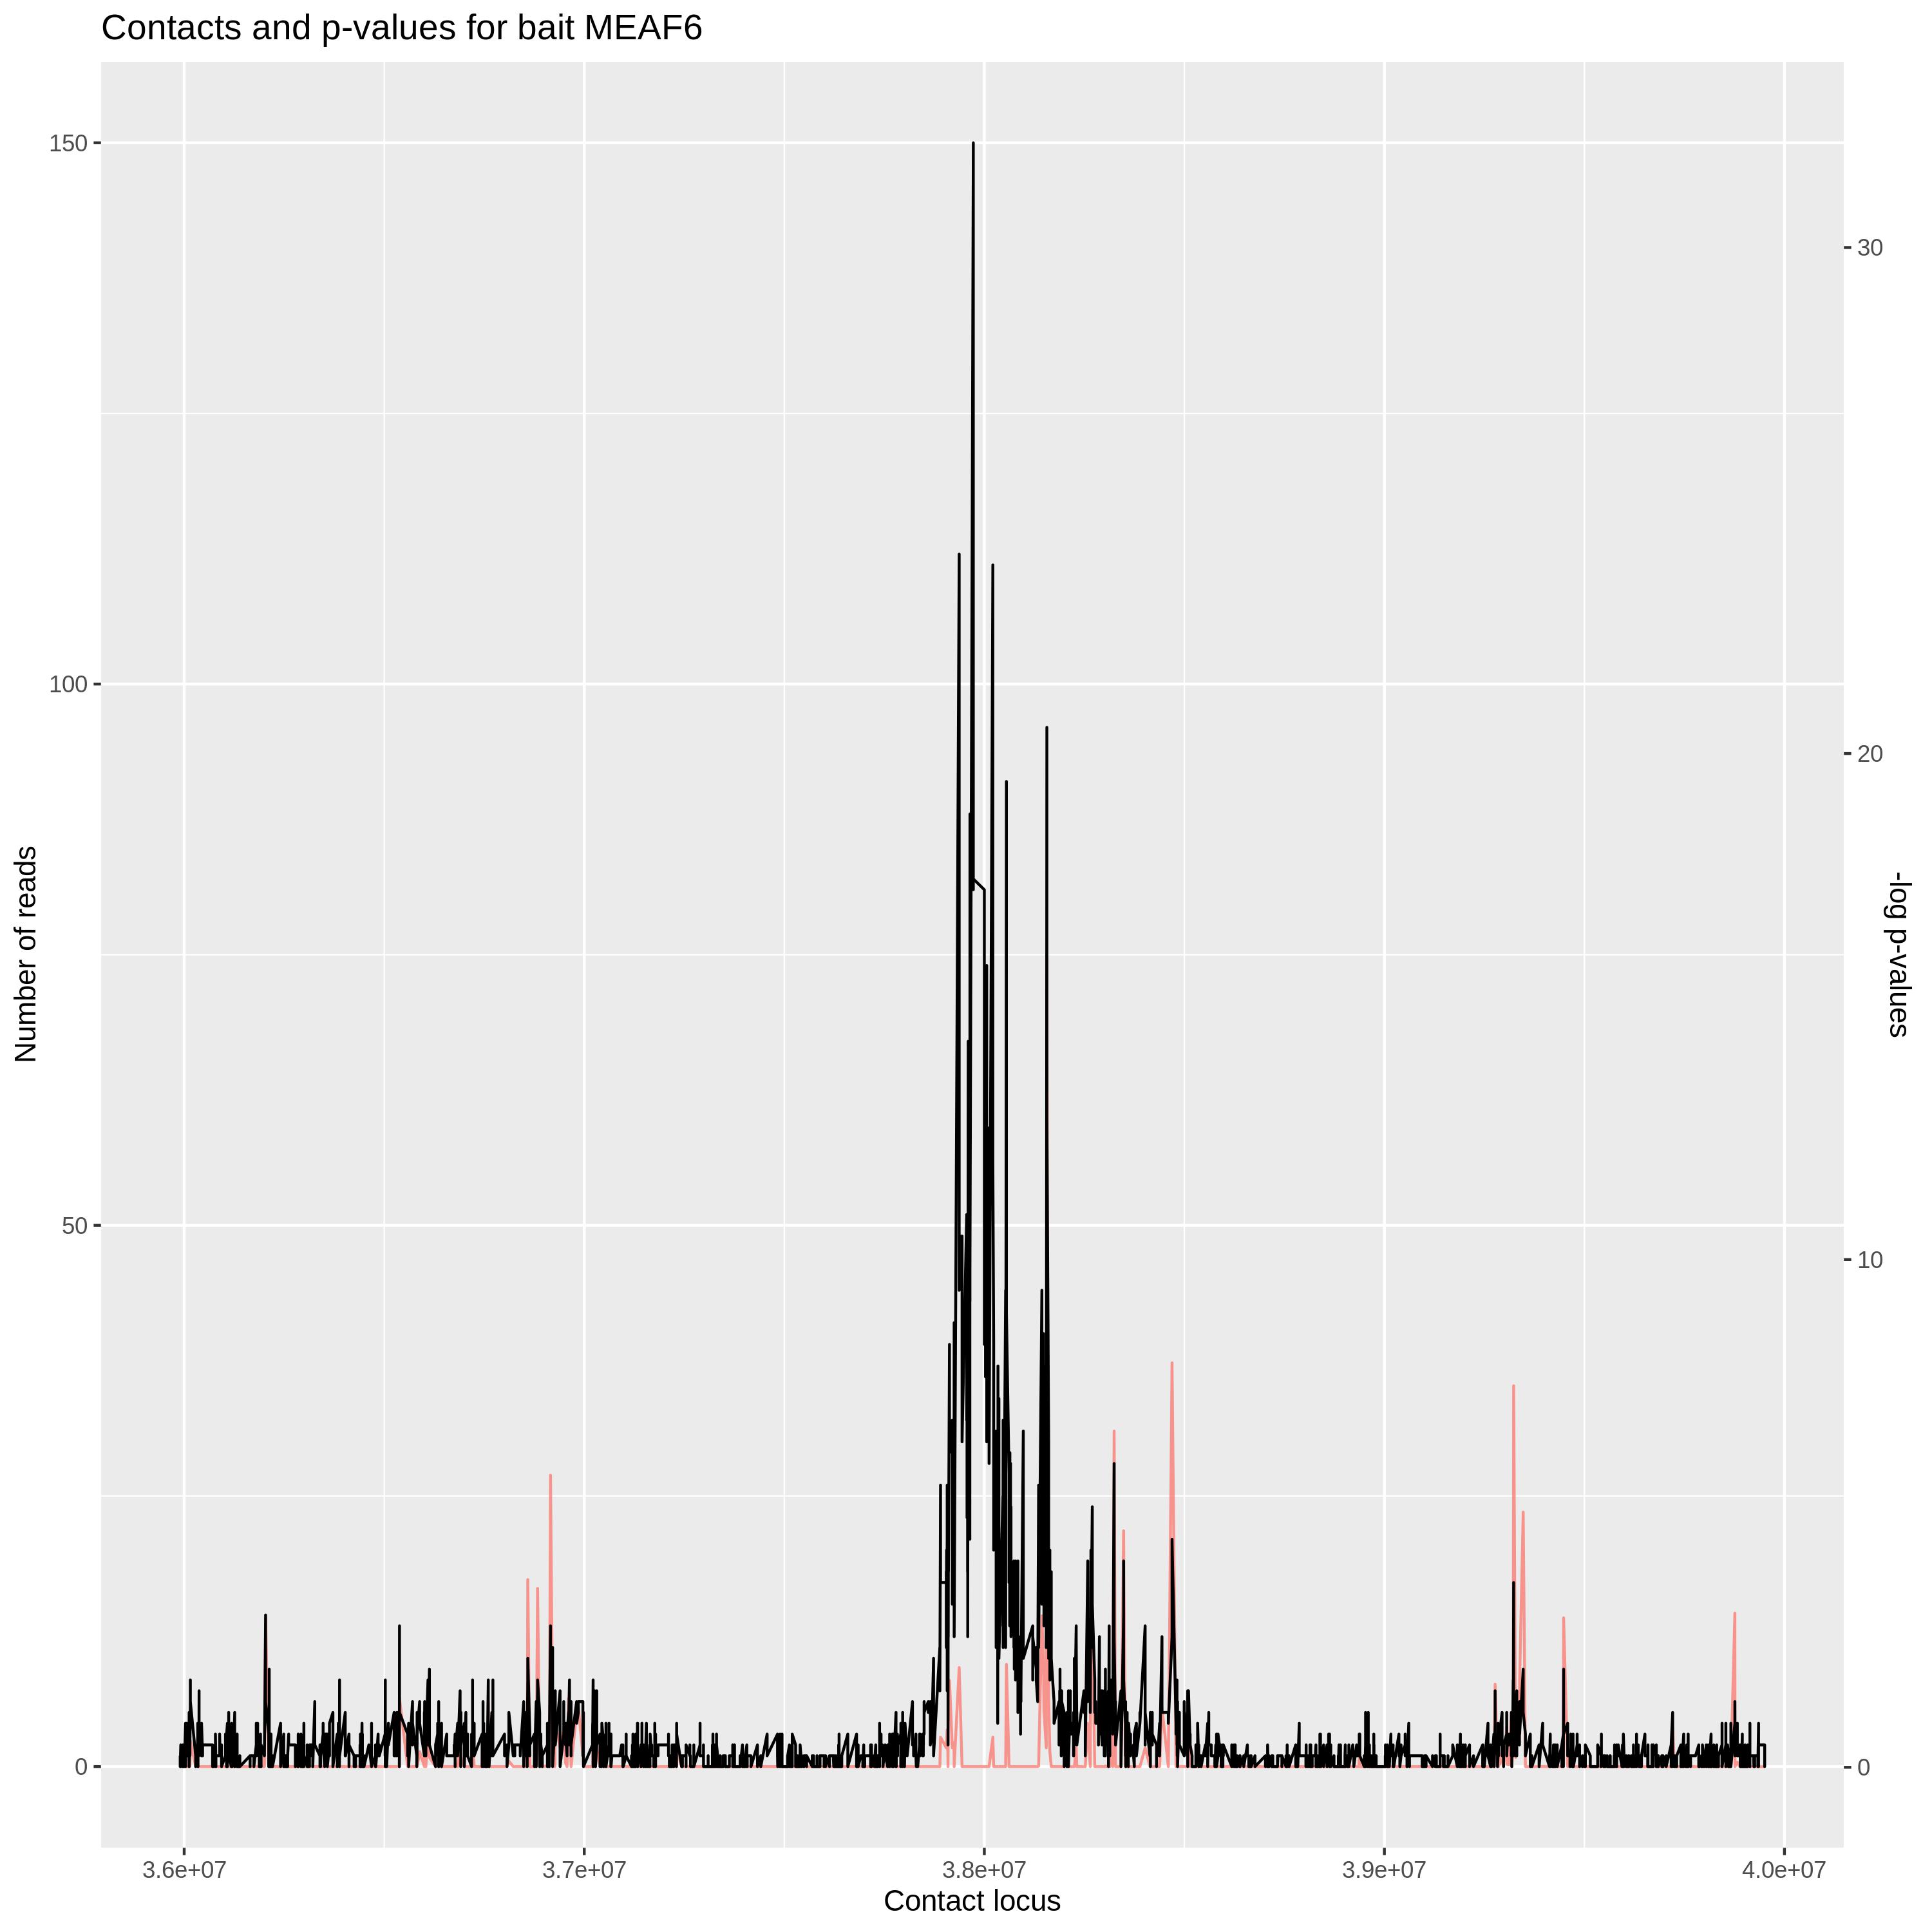 Contacts and p-values for bait MEAF6
150
100
50
0
Number of reads
30
20
10
0
-log p-values
3.6e+07
3.7e+07
3.8e+07
3.9e+07
4.0e+07
Contact locus